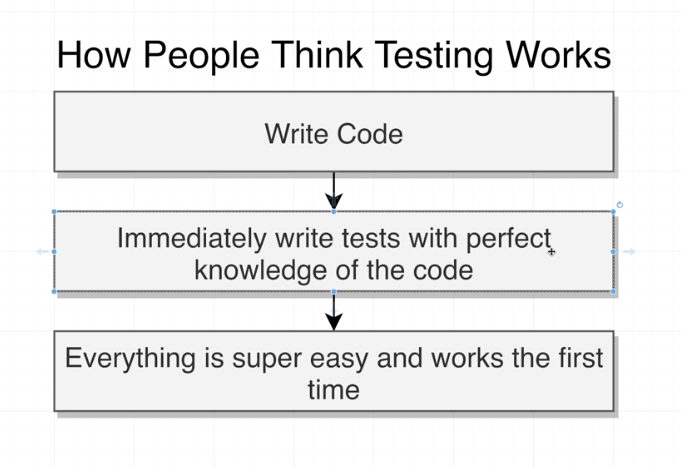 How People Think Testing Works
Write Code
Immediately write tests with perfect
knowledge of the code
Everything is super easy and works the first
time